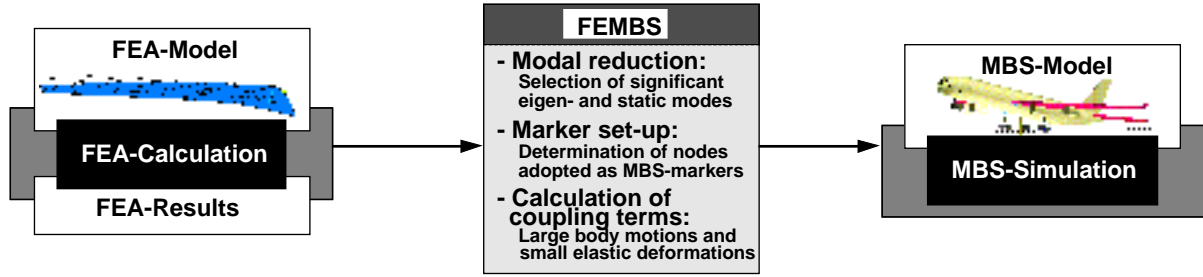 FEA-Model
FEA-Calculation
FEA-Results
FEMBS
- Modal reduction:
Selection of significant
eigen- and static modes
- Marker set-up:
Determination of nodes
adopted as MBS-markers
- Calculation of
coupling terms:
Large body motions and
small elastic deformations
MBS-Model
MBS-Simulation